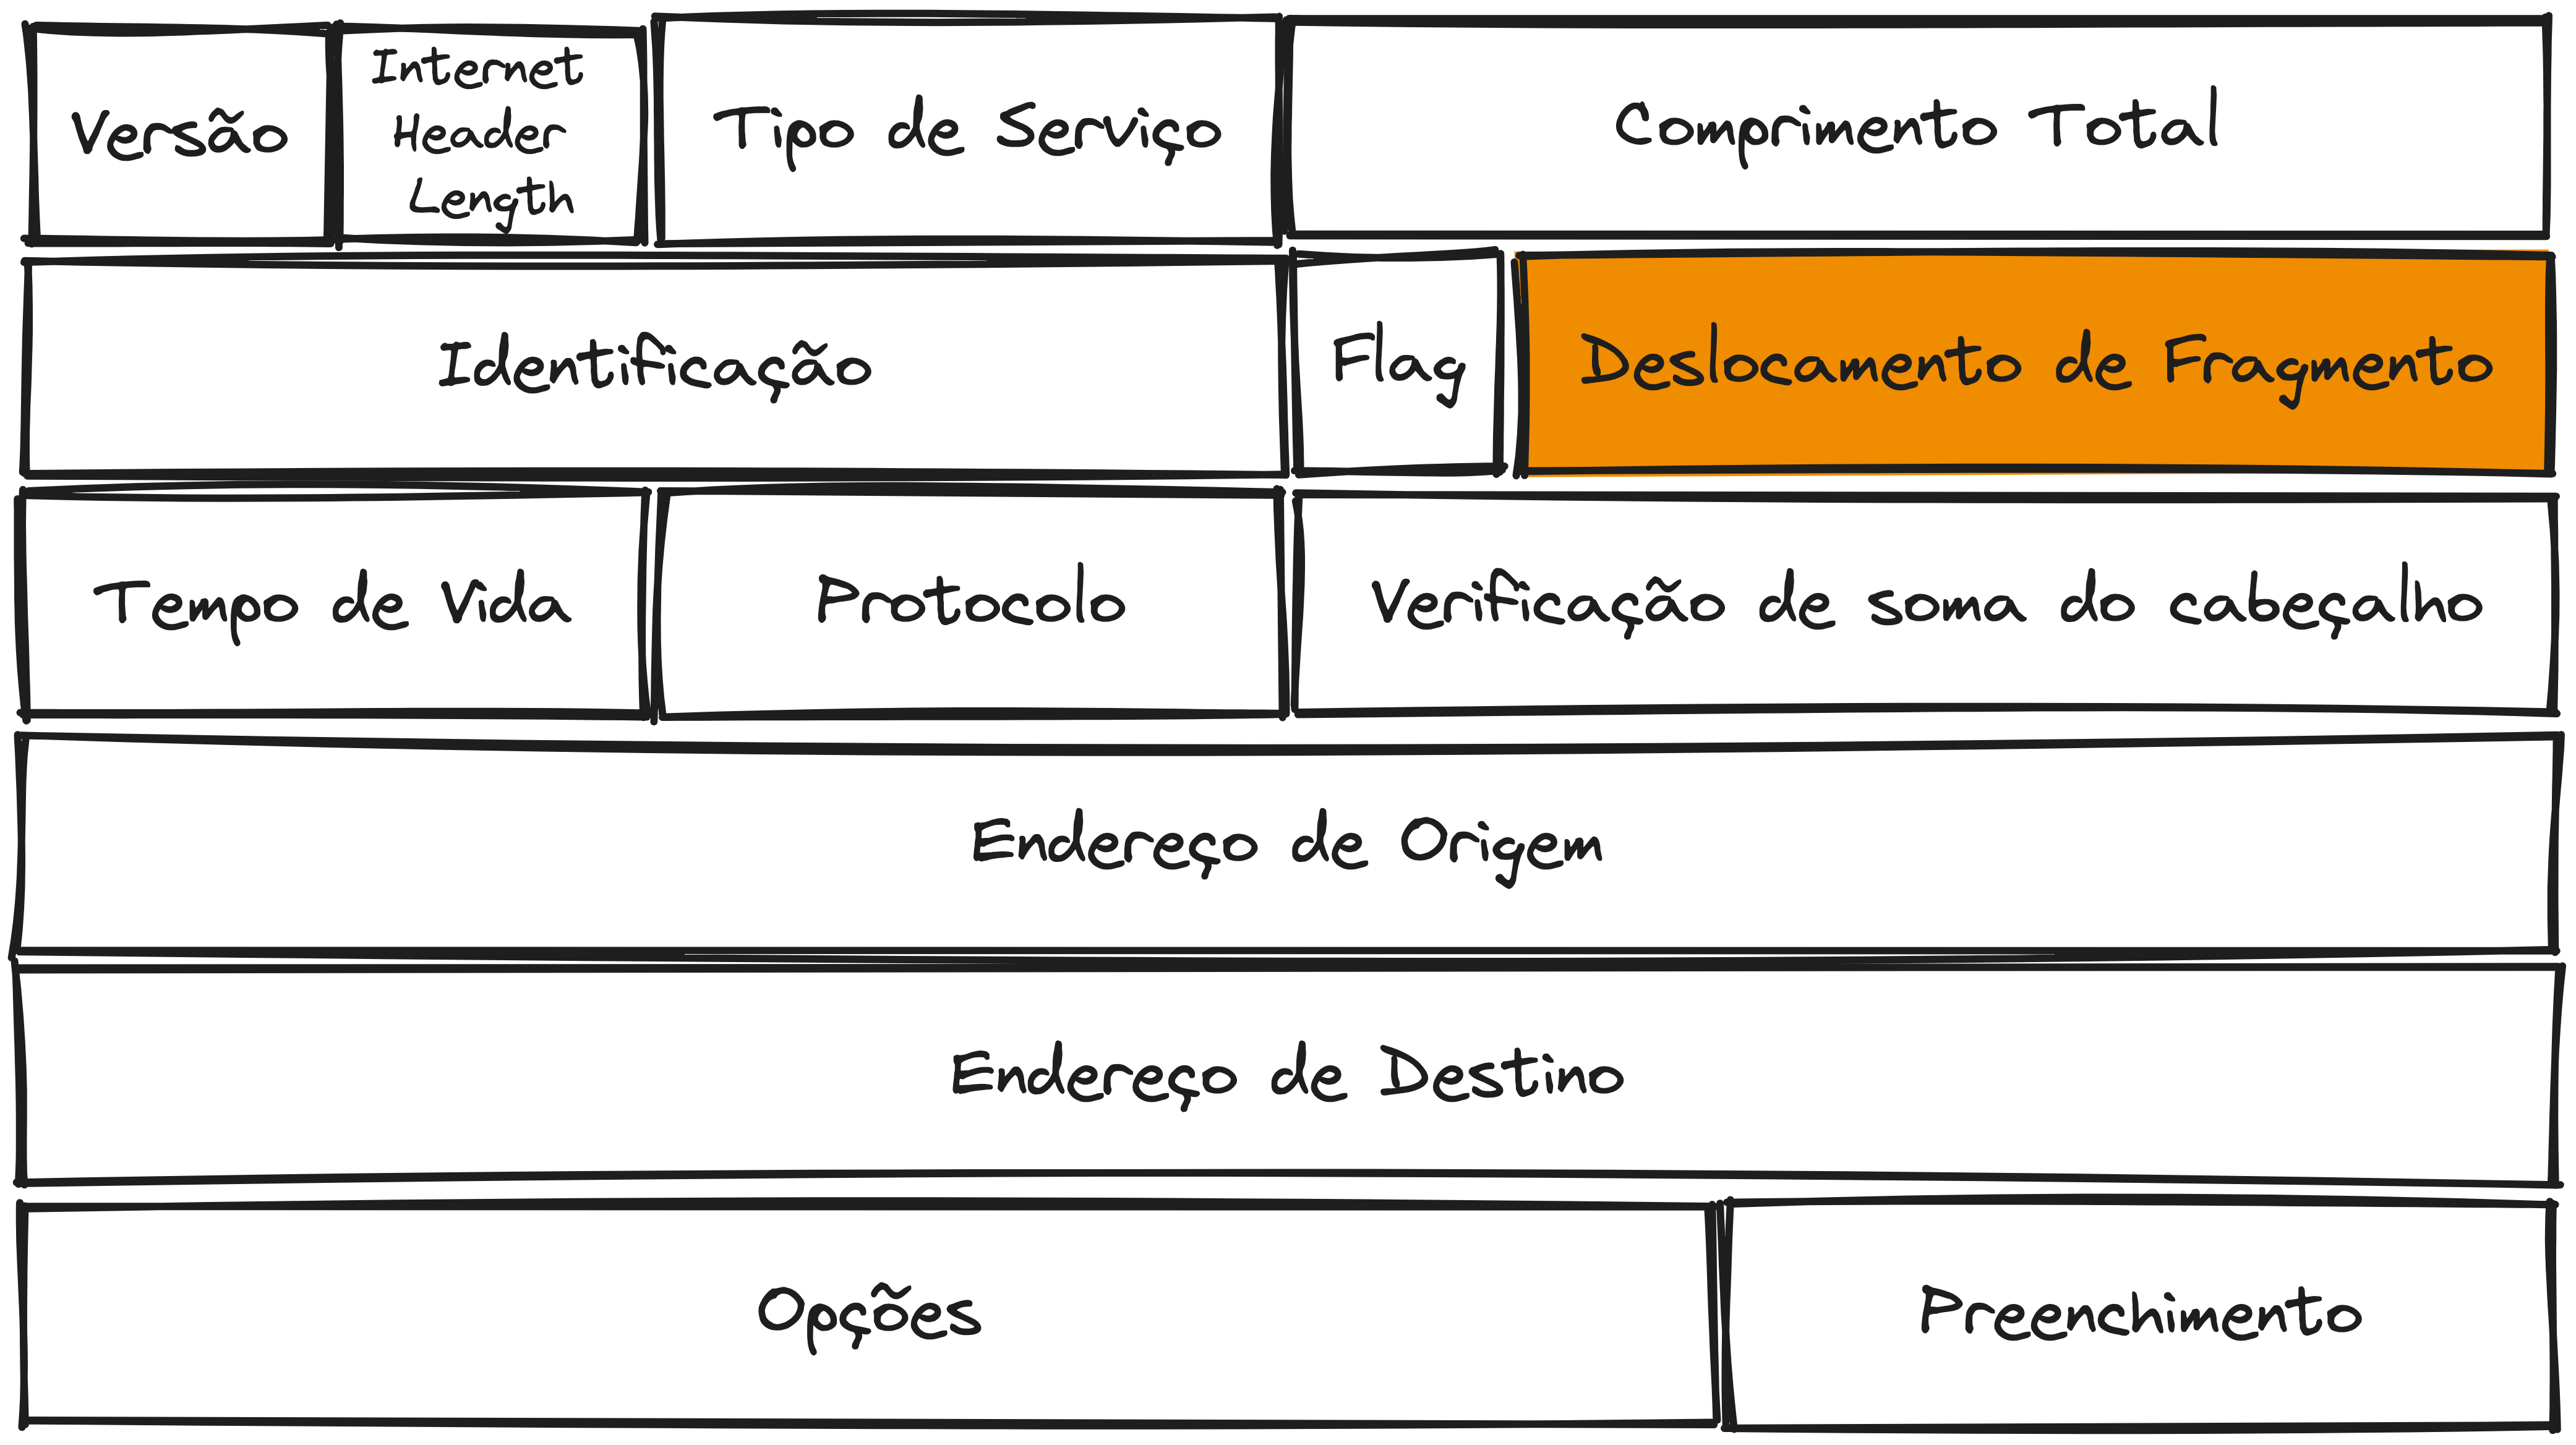 Versão
Internet
Header
Length
Tipo de Serviço
Comprimento Total
Identificação
Flag
Deslocamento de Fragmento
Tempo de Vida
Protocolo
Verificação de soma do cabeçalho
Endereço de Origem
Endereço de Destino
Opções
Preenchimento